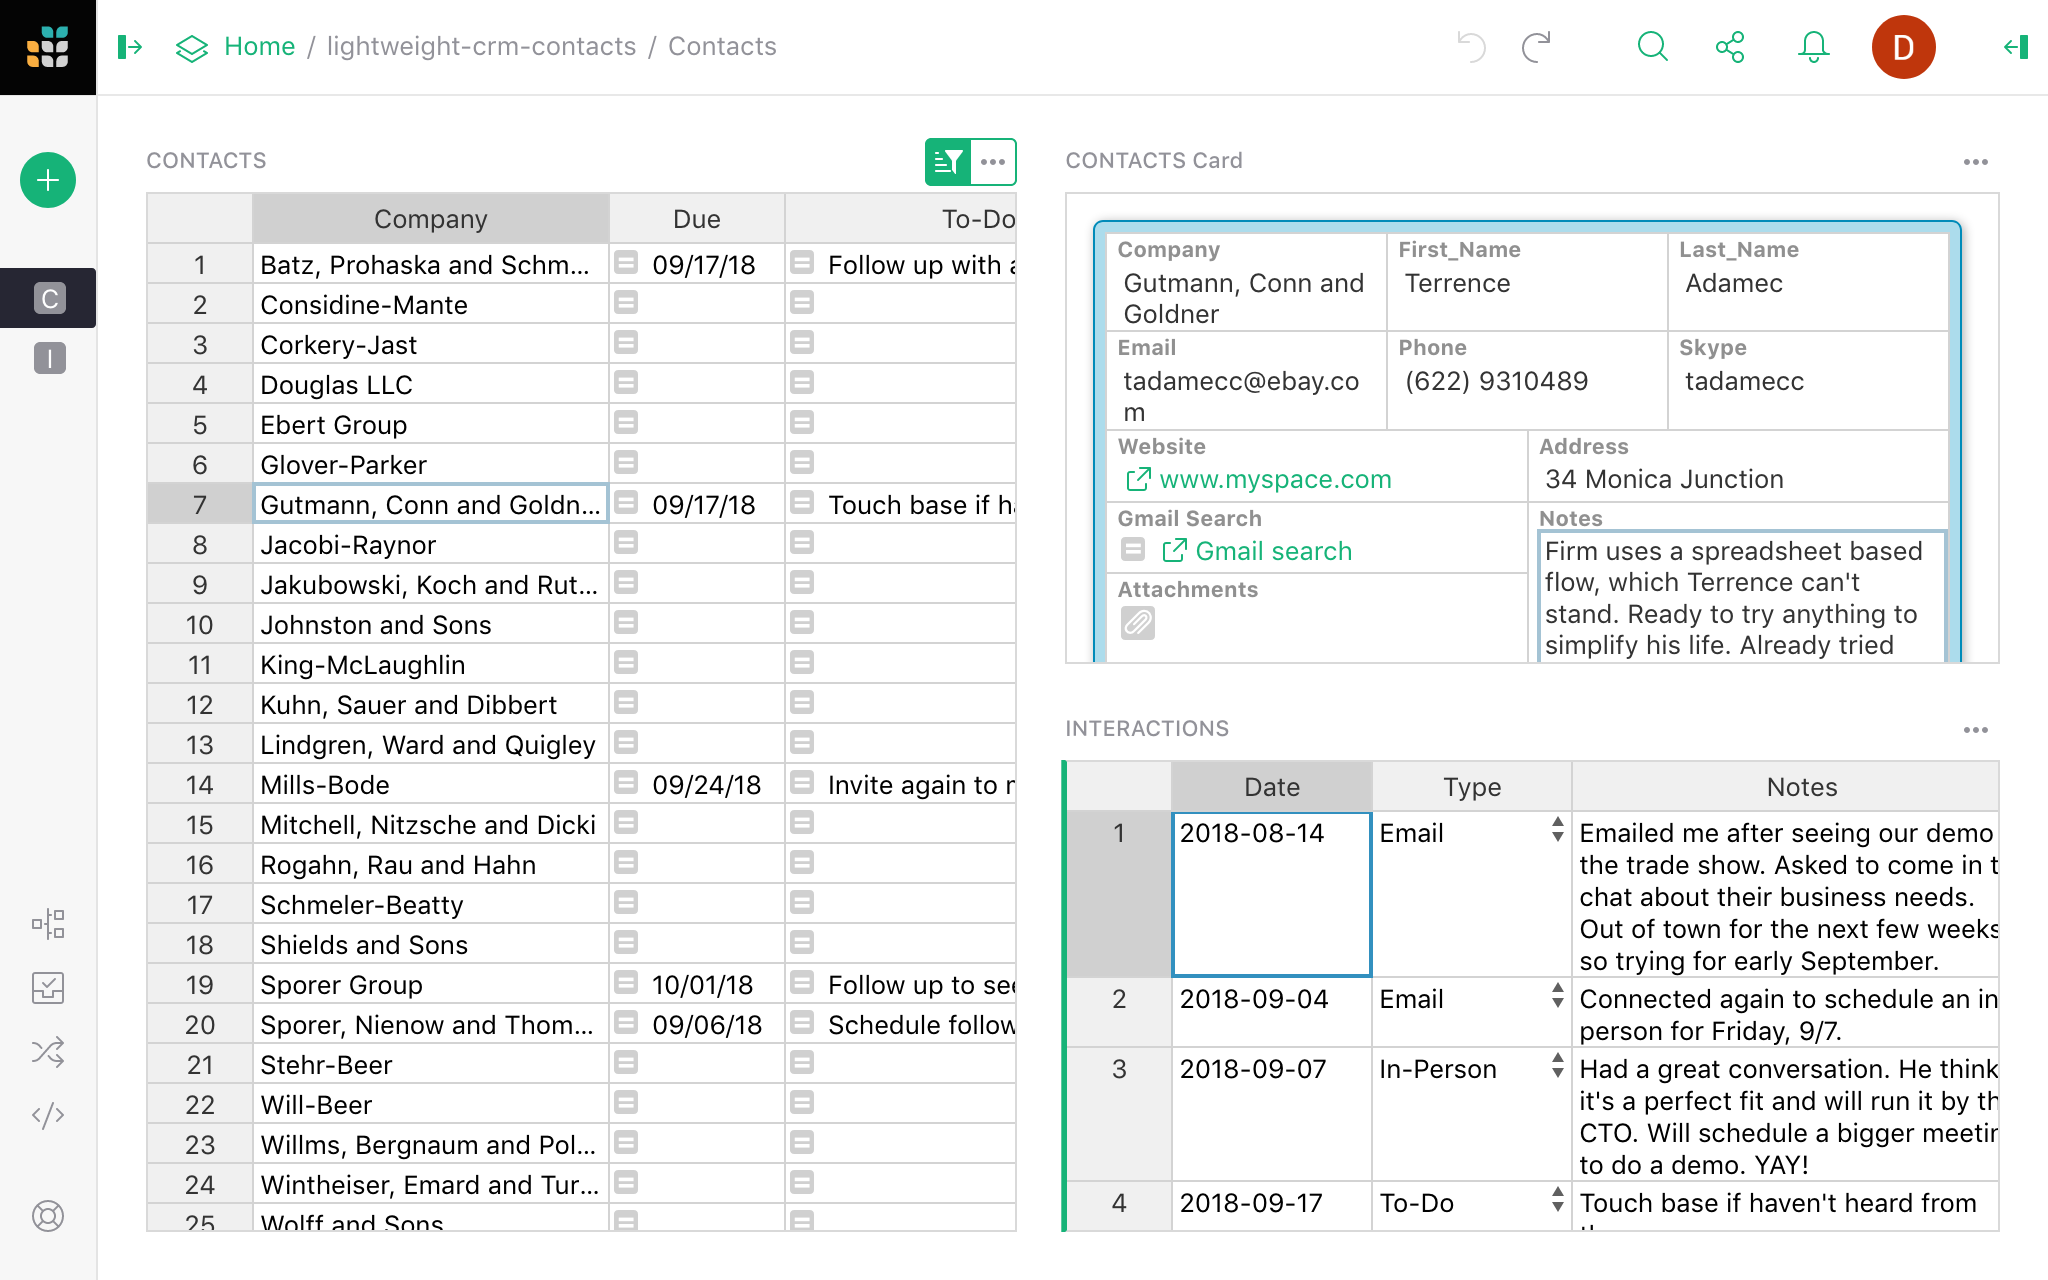 Home / lightweight-crm-contacts / Contacts
D
C
I
CONTACTS
Company Due To-Do
1 Batz, Prohaska and Schm... 09/17/18 Follow up with
2 Considine-Mante
3 Corkery-Jast
4 Douglas LLC
5 Ebert Group
6 Glover-Parker
7 Gutmann, Conn and Goldn... 09/17/18 Touch base if
8 Jacobi-Raynor
9 Jakubowski, Koch and Rut...
10 Johnston and Sons
11 King-McLaughlin
12 Kuhn, Sauer and Dibbert
13 Lindgren, Ward and Quigley
14 Mills-Bode 09/24/18 Invite again to
15 Mitchell, Nitzsche and Dicki
16 Rogahn, Rau and Hahn
17 Schmeler-Beatty
18 Shields and Sons
19 Sporer Group 10/01/18 Follow up to
20 Sporer, Nienow and Thom... 09/06/18 Schedule follow
21 Stehr-Beer
22 Will-Beer
23 Willms, Bergnaum and Pol...
24 Wintheiser, Emard and Tur...
25 Wolff and Sons
CONTACTS Card
Company First_Name Last_Name
Gutmann, Conn and Terrence Adamec
Goldner
Email Phone Skype
tadamecc@ebay.co (622) 9310489 tadamecc
m
Website Address
www.myspace.com 34 Monica Junction
Gmail Search Notes
Gmail search
Attachments
Firm uses a spreadsheet based
flow, which Terrence can't
stand. Ready to try anything to
simplify his life. Already tried
INTERACTIONS
Date Type Notes
1 2018-08-14 Email Emailed me after seeing our demo
the trade show. Asked to come in
chat about their business needs.
Out of town for the next few weeks
so trying for early September.
2 2018-09-04 Email Connected again to schedule an in
person for Friday, 9/7.
3 2018-09-07 In-Person Had a great conversation. He think
it's a perfect fit and will run it by
CTO. Will schedule a bigger
to do a demo. YAY!
4 2018-09-17 To-Do Touch base if haven't heard from